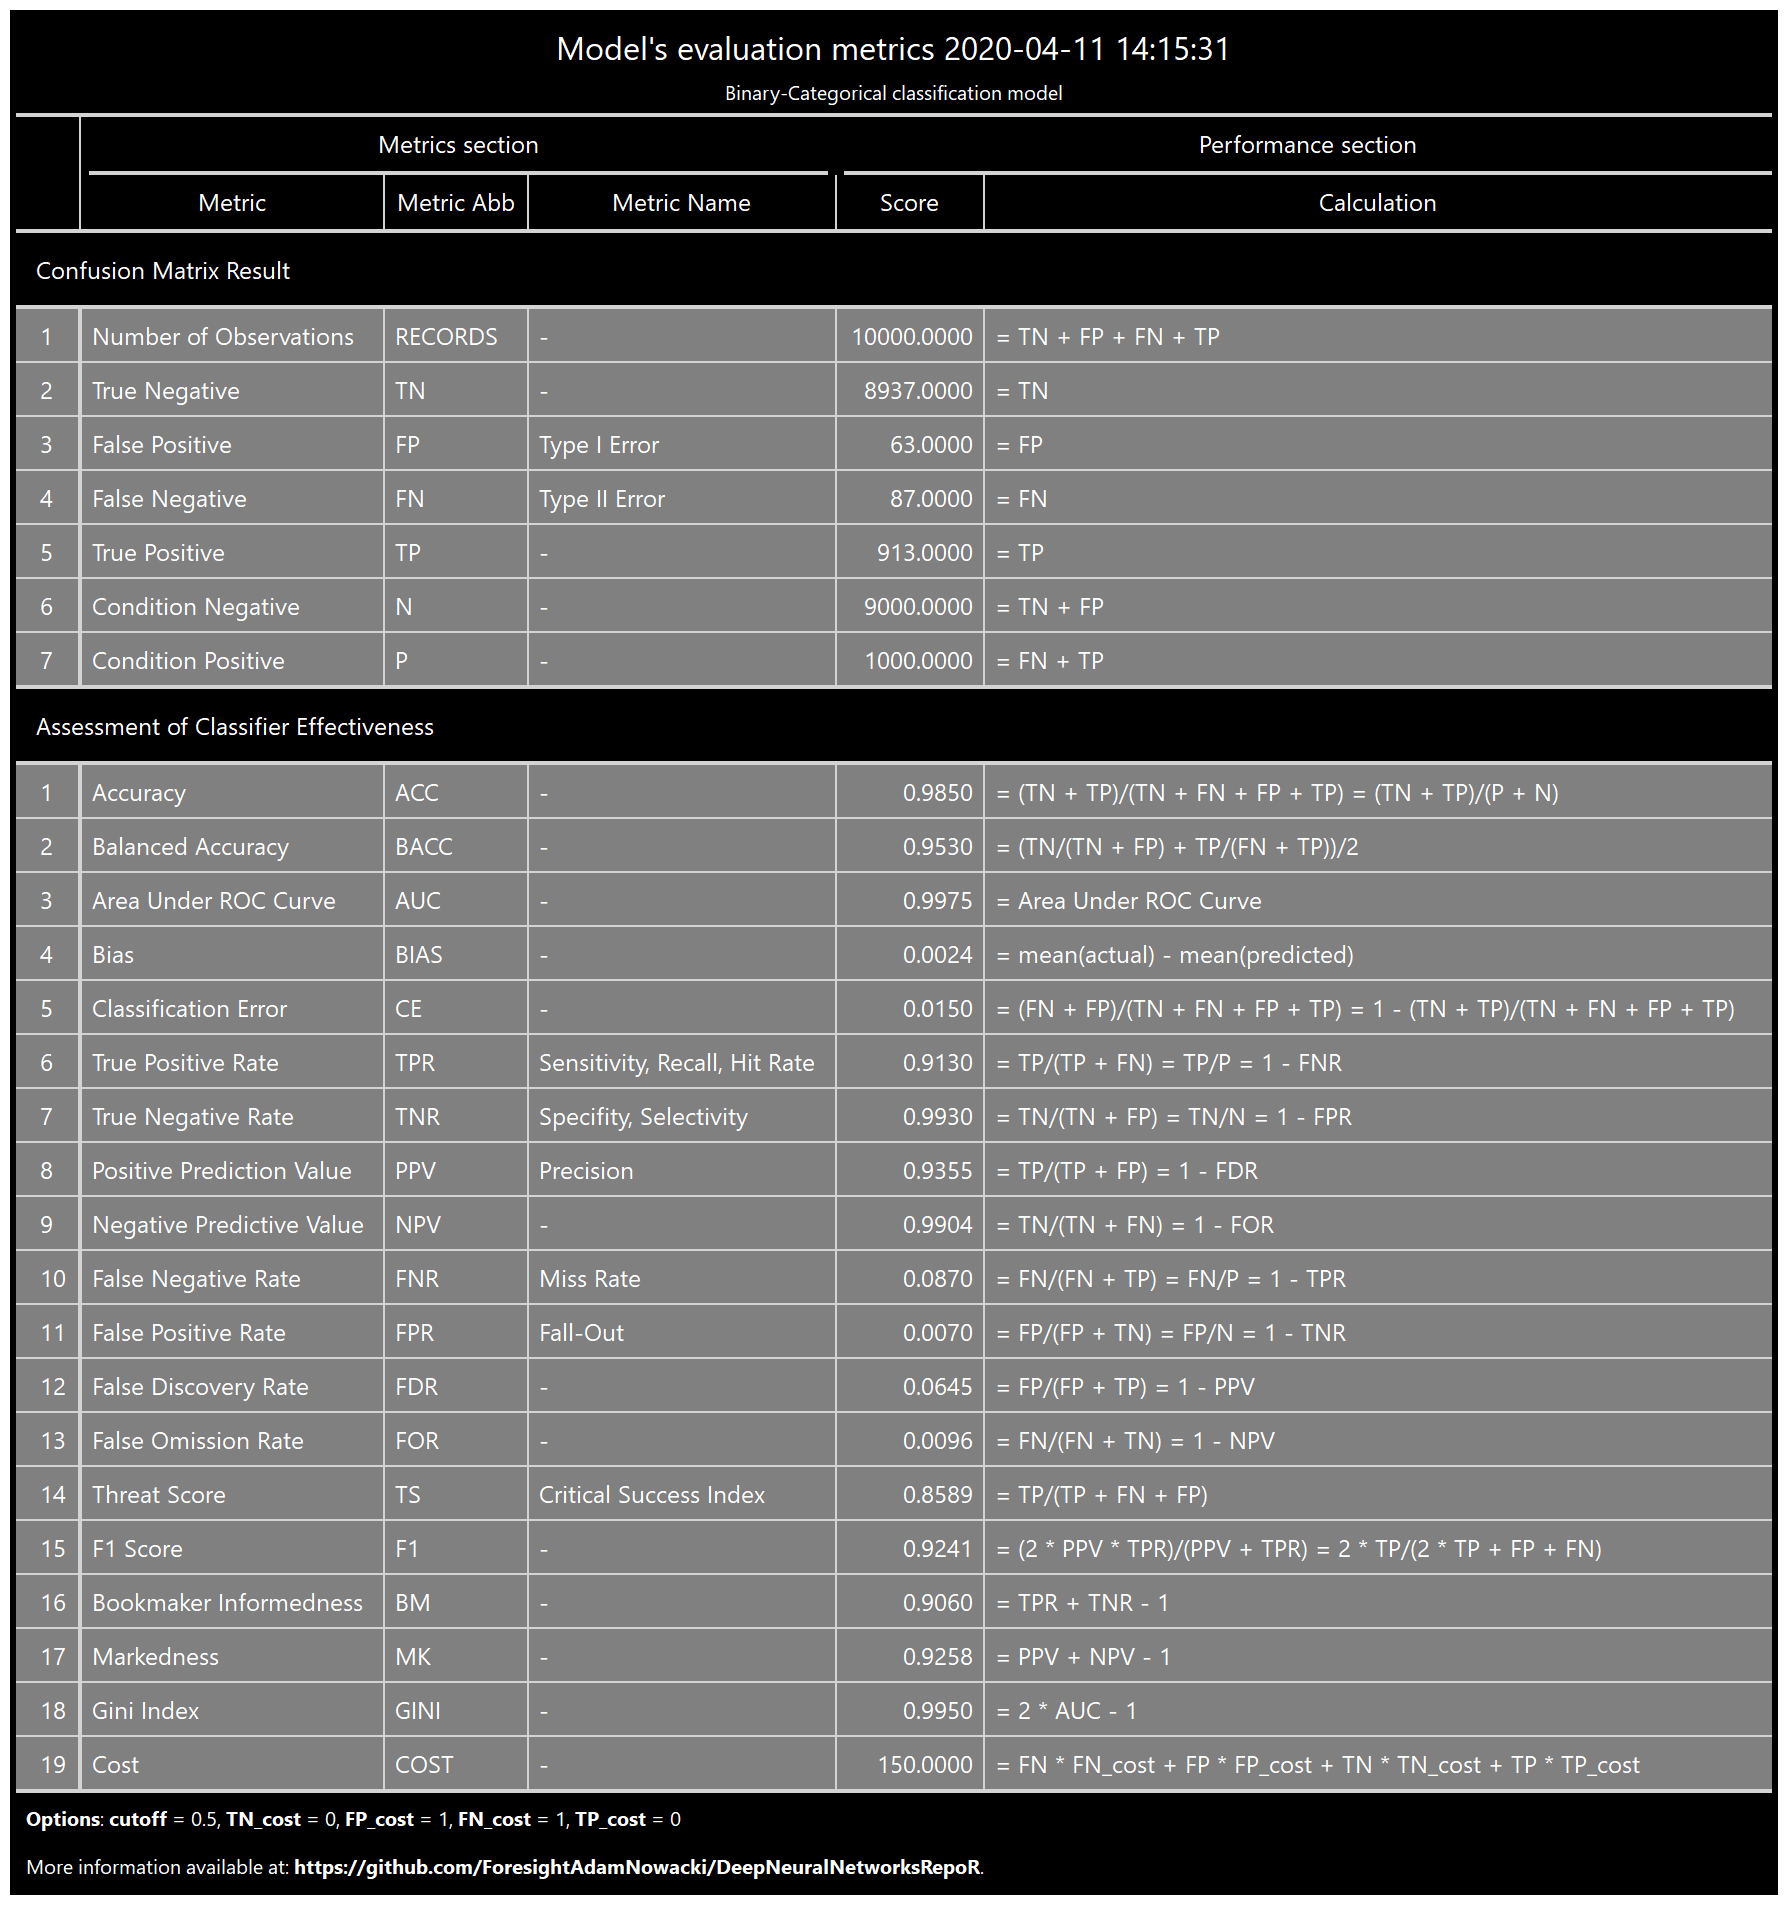 Model's evaluation metrics 2020-04-11 14:15:31
Binary-Categorical classification model
Metrics section Performance section
Metric Metric Abb Metric Name Score Calculation
Confusion Matrix Result
1 Number of Observations RECORDS - 10000.0000 = TN + FP + FN + TP
2 True Negative TN - 8937.0000 = TN
3 False Positive FP Type I Error 63.0000 = FP
4 False Negative FN Type II Error 87.0000 = FN
5 True Positive TP - 913.0000 = TP
6 Condition Negative N - 9000.0000 = TN + FP
7 Condition Positive P - 1000.0000 = FN + TP
Assessment of Classifier Effectiveness
1 Accuracy ACC - 0.9850 = (TN + TP)/(TN + FN + FP + TP) = (TN + TP)/(P + N)
2 Balanced Accuracy BACC - 0.9530 = (TN/(TN + FP) + TP/(FN + TP))/2
3 Area Under ROC Curve AUC - 0.9975 = Area Under ROC Curve
4 Bias BIAS - 0.0024 = mean(actual) - mean(predicted)
5 Classification Error CE - 0.0150 = (FN + FP)/(TN + FN + FP + TP) = 1 - (TN + TP)/(TN + FN + FP + TP)
6 True Positive Rate TPR Sensitivity, Recall, Hit Rate 0.9130 = TP/(TP + FN) = TP/P = 1 - FNR
7 True Negative Rate TNR Specifity, Selectivity 0.9930 = TN/(TN + FP) = TN/N = 1 - FPR
8 Positive Prediction Value PPV Precision 0.9355 = TP/(TP + FP) = 1 - FDR
9 Negative Predictive Value NPV - 0.9904 = TN/(TN + FN) = 1 - FOR
10 False Negative Rate FNR Miss Rate 0.0870 = FN/(FN + TP) = FN/P = 1 - TPR
11 False Positive Rate FPR Fall-Out 0.0070 = FP/(FP + TN) = FP/N = 1 - TNR
12 False Discovery Rate FDR - 0.0645 = FP/(FP + TP) = 1 - PPV
13 False Omission Rate FOR - 0.0096 = FN/(FN + TN) = 1 - NPV
14 Threat Score TS Critical Success Index 0.8589 = TP/(TP + FN + FP)
15 F1 Score F1 - 0.9241 = (2 * PPV * TPR)/(PPV + TPR) = 2 * TP/(2 * TP + FP + FN)
16 Bookmaker Informedness BM - 0.9060 = TPR + TNR - 1
17 Markedness MK - 0.9258 = PPV + NPV - 1
18 Gini Index GINI - 0.9950 = 2 * AUC - 1
19 Cost COST - 150.0000 = FN * FN_cost + FP * FP_cost + TN * TN_cost + TP * TP_cost
Options: cutoff = 0.5, TN_cost = 0, FP_cost = 1, FN_cost = 1, TP_cost = 0
More information available at: https://github.com/ForesightAdamNowacki/DeepNeuralNetworksRepoR.